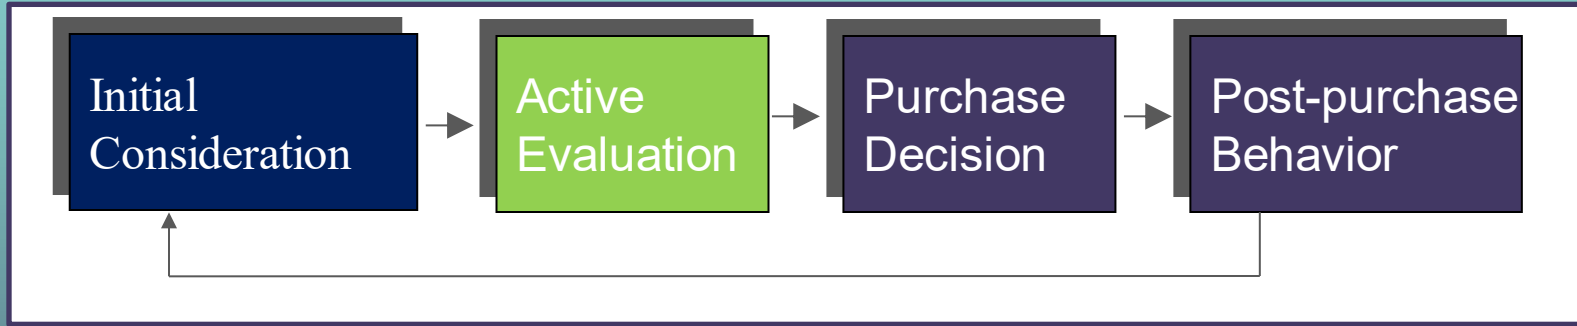 Initial
Consideration
Active
Evaluation
Purchase
Decision
Post-purchase
Behavior